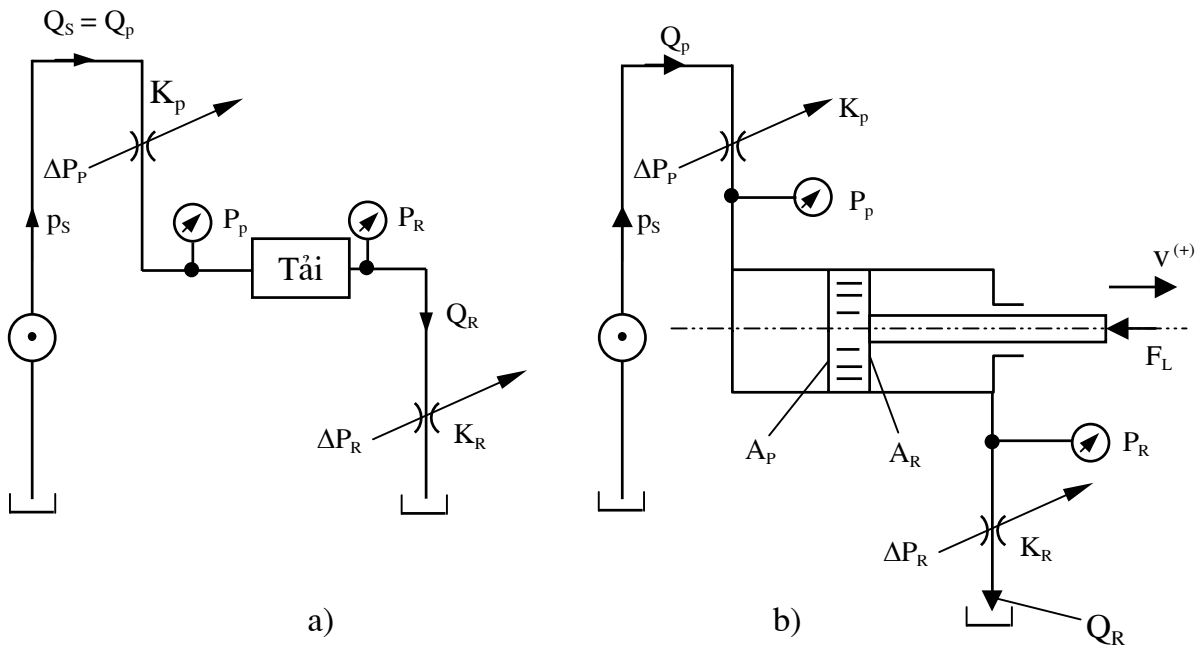 Q_S = Q_p
K_p
ΔP_P
p_S
P_p
P_R
Tải
Q_R
ΔP_R
K_R
a)
Q_p
K_p
ΔP_P
P_p
p_S
v^(+)
F_L
A_P
A_R
P_R
ΔP_R
K_R
Q_R
b)